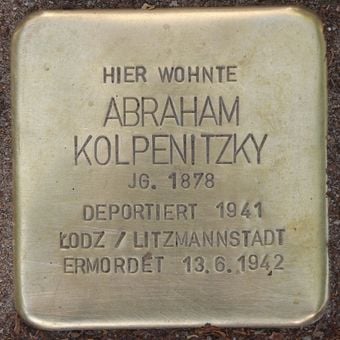 HIER WOHNTE
ABRAHAM
KOLPENITZKY
JG. 1878
DEPORTIERT 1941
ŁODZ / LITZMANNSTADT
ERMORDET 13.6.1942